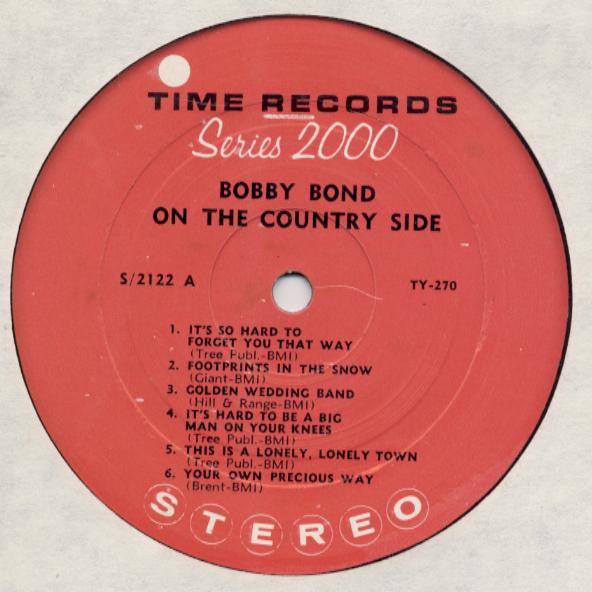 TIME RECORDS
Series 2000
BOBBY BOND
ON THE COUNTRY SIDE
S/2122 A TY-270
1. IT'S SO HARD TO
FORGET YOU THAT WAY
(Tree Publ.-BMI)
2. FOOTPRINTS IN THE SNOW
(Giant-BMI)
3. GOLDEN WEDDING BAND
(Hill & Range-BMI)
4. IT'S HARD TO BE A BIG
MAN ON YOUR KNEES
(Tree Publ.-BMI)
5. THIS IS A LONELY, LONELY TOWN
(Tree Publ.-BMI)
6. YOUR OWN PRECIOUS WAY
(Brent-BMI)
STEREO